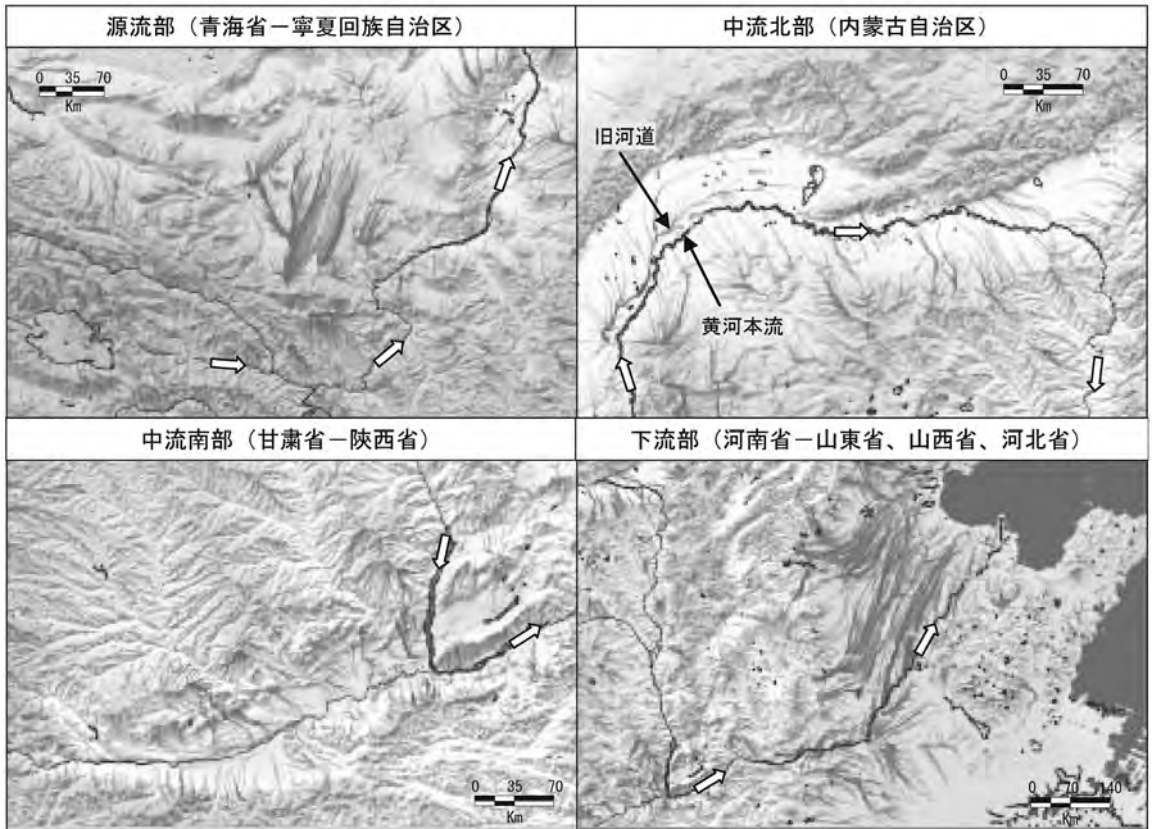 源流部（青海省－寧夏回族自治区）
0 35 70
Km
中流北部（内蒙古自治区）
0 35 70
Km
旧河道
黄河本流
中流南部（甘粛省－陝西省）
0 35 70
Km
下流部（河南省－山東省、山西省、河北省）
0 70 140
Km